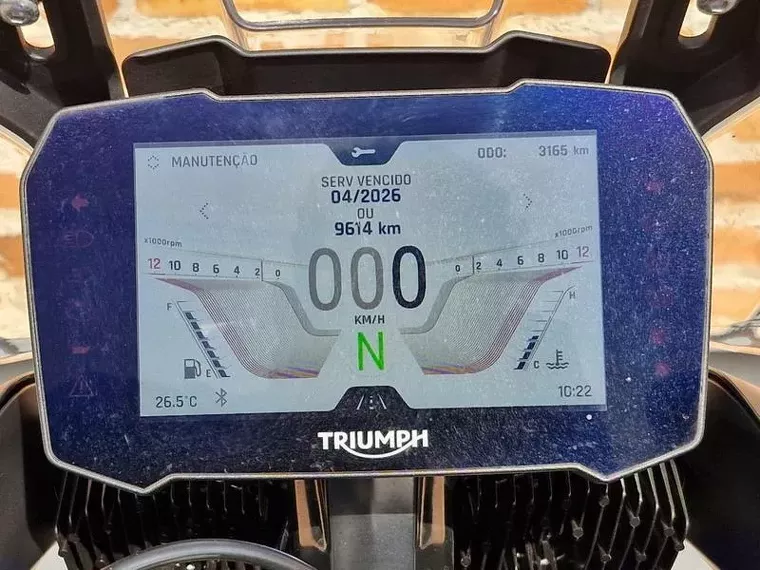 MANUTENÇÃO
ODO: 3165 km
SERV VENCIDO
04/2026
OU
9614 km
x1000rpm
x1000rpm
12 10 8 6 4 2 0
0 2 4 6 8 10 12
000
KM/H
N
F
E
H
C
26.5°C
10:22
TRIUMPH